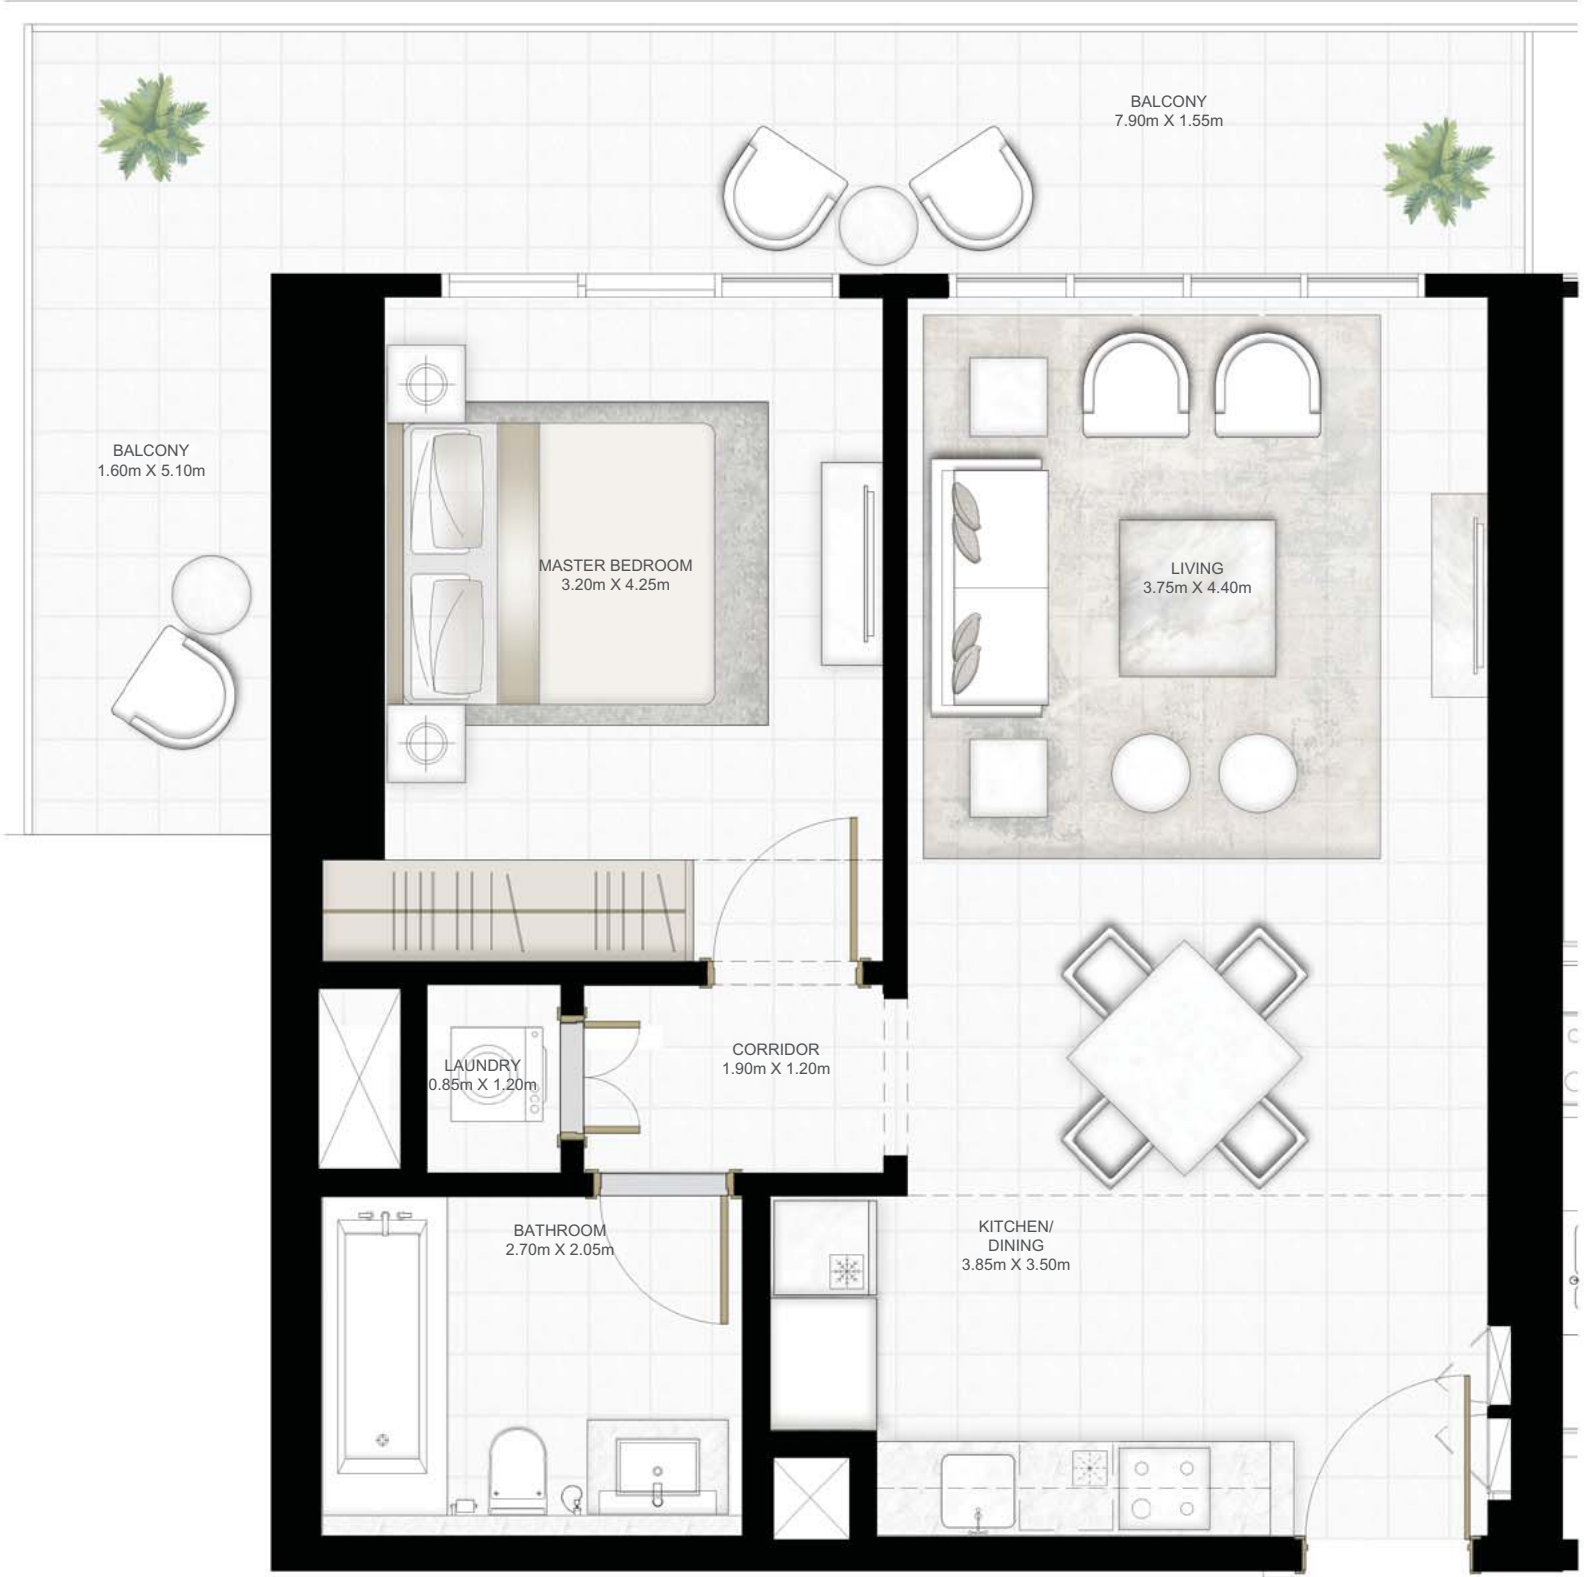 BALCONY
7.90m X 1.55m
BALCONY
1.60m X 5.10m
MASTER BEDROOM
3.20m X 4.25m
LIVING
3.75m X 4.40m
CORRIDOR
1.90m X 1.20m
LAUNDRY
0.85m X 1.20m
BATHROOM
2.70m X 2.05m
KITCHEN/
DINING
3.85m X 3.50m